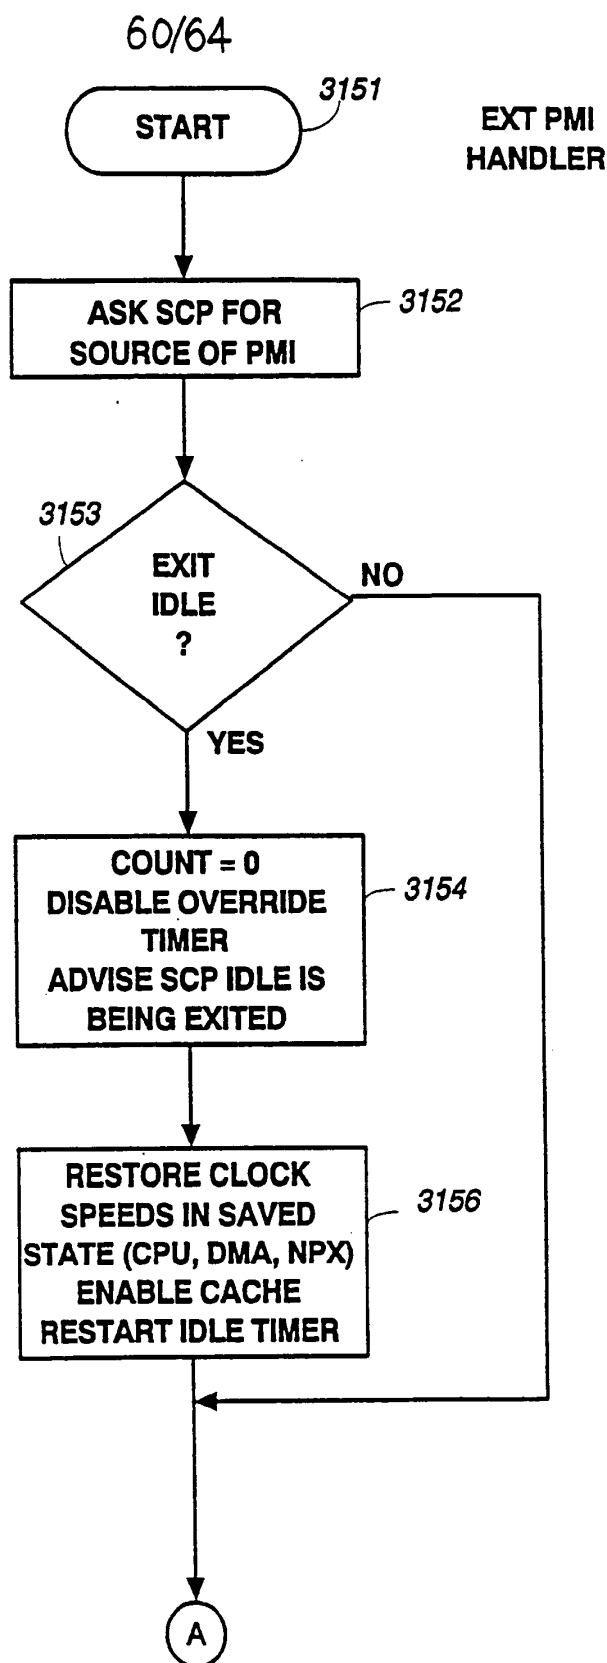 60/64
3151
START
EXT PMI
HANDLER
ASK SCP FOR
SOURCE OF PMI
3152
3153
EXIT
IDLE
?
NO
YES
COUNT = 0
DISABLE OVERRIDE
TIMER
ADVISE SCP IDLE IS
BEING EXITED
3154
RESTORE CLOCK
SPEEDS IN SAVED
STATE (CPU, DMA, NPX)
ENABLE CACHE
RESTART IDLE TIMER
3156
A